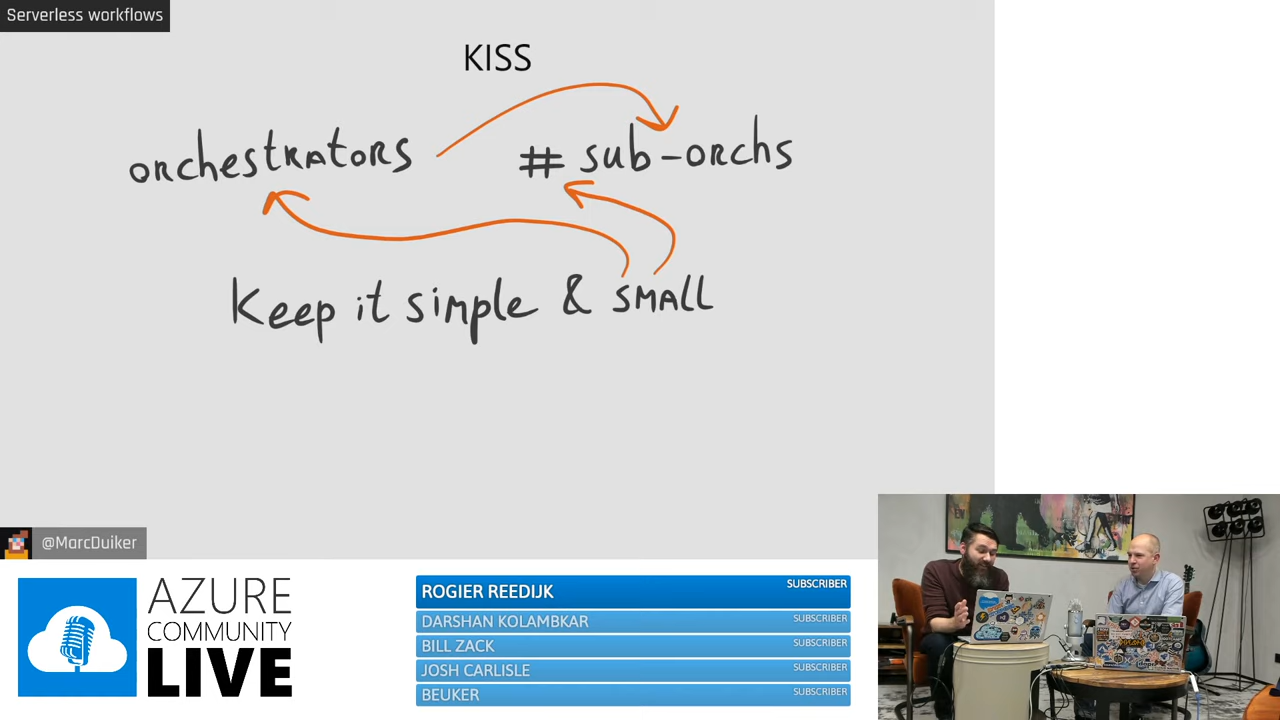 Serverless workflows
KISS
orchestrators # sub-orchs
Keep it simple & small
@MarcDuiker
AZURE
COMMUNITY
LIVE
ROGIER REEDIJK SUBSCRIBER
DARSHAN KOLAMBKAR SUBSCRIBER
BILL ZACK SUBSCRIBER
JOSH CARLISLE SUBSCRIBER
BEUKER SUBSCRIBER